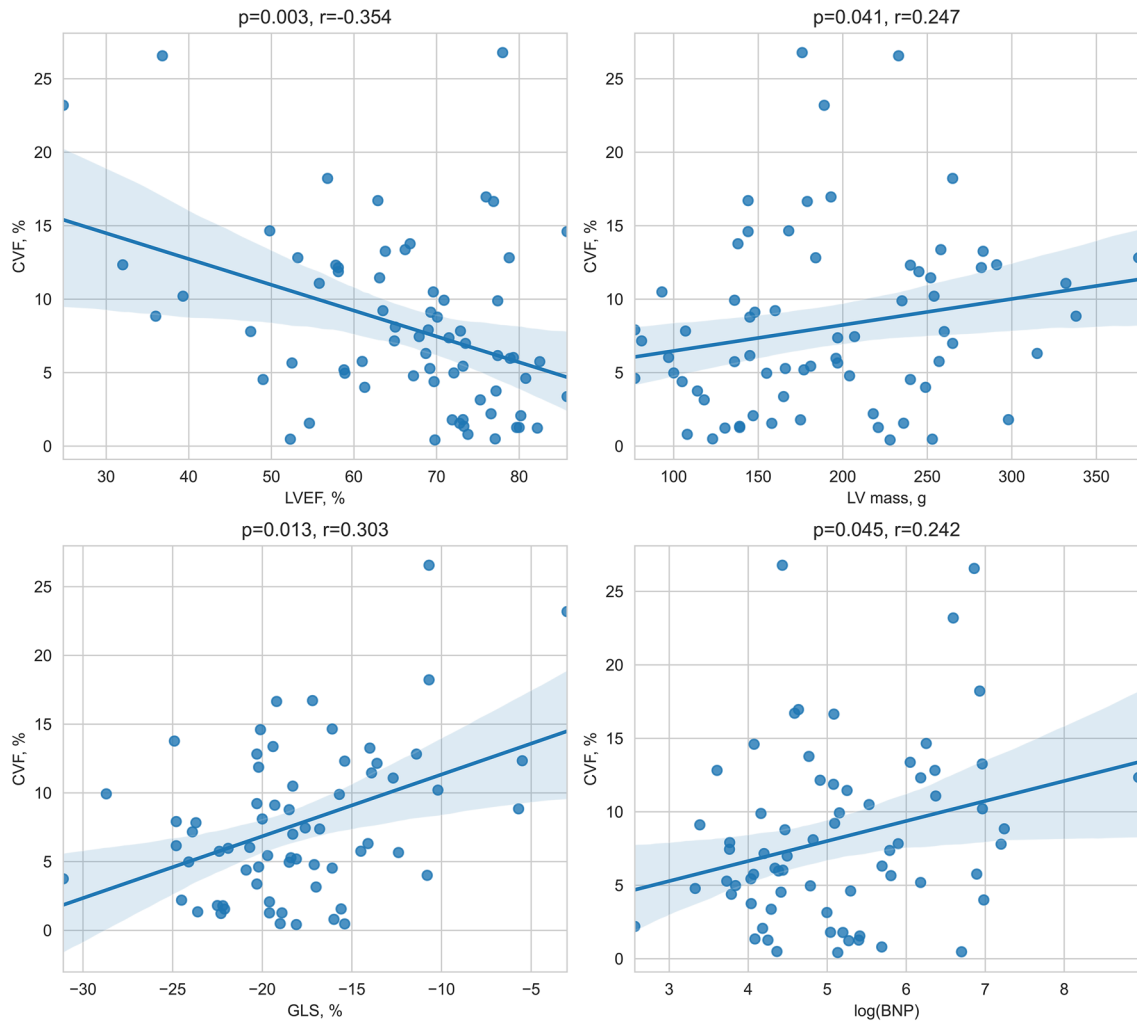 p=0.003, r=-0.354
CVF, %
25
20
15
10
5
0
30 40 50 60 70 80
LVEF, %
p=0.041, r=0.247
CVF, %
25
20
15
10
5
0
100 150 200 250 300 350
LV mass, g
p=0.013, r=0.303
CVF, %
25
20
15
10
5
0
−30 −25 −20 −15 −10 −5
GLS, %
p=0.045, r=0.242
CVF, %
25
20
15
10
5
0
3 4 5 6 7 8
log(BNP)